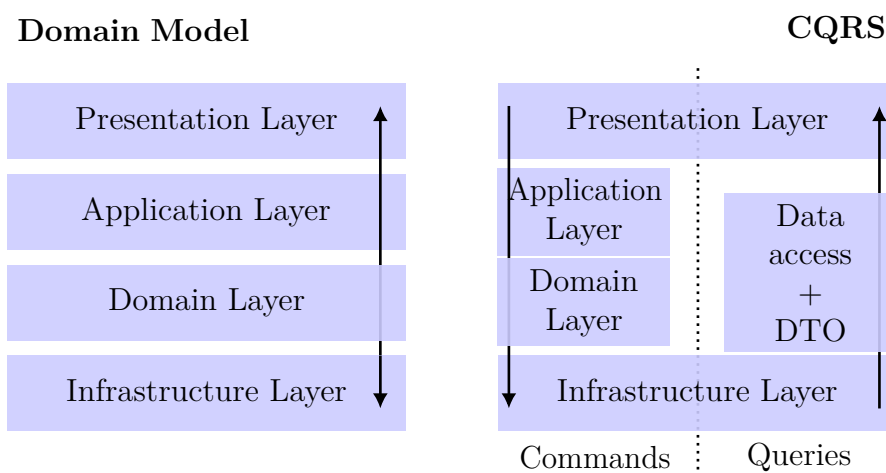 Domain Model
Presentation Layer
Application Layer
Domain Layer
Infrastructure Layer
CQRS
Presentation Layer
Application
Layer
Domain
Layer
Data
access
+
DTO
Infrastructure Layer
Commands
Queries